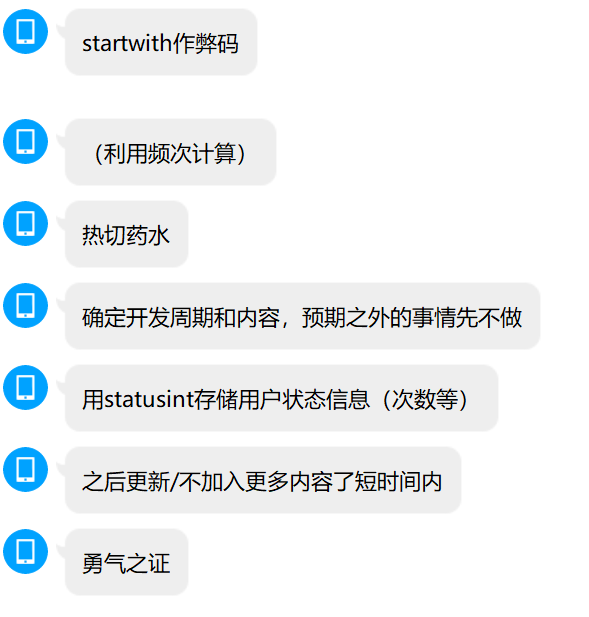 startwith作弊码
（利用频次计算）
热切药水
确定开发周期和内容，预期之外的事情先不做
用statusint存储用户状态信息（次数等）
之后更新/不加入更多内容了短时间内
勇气之证